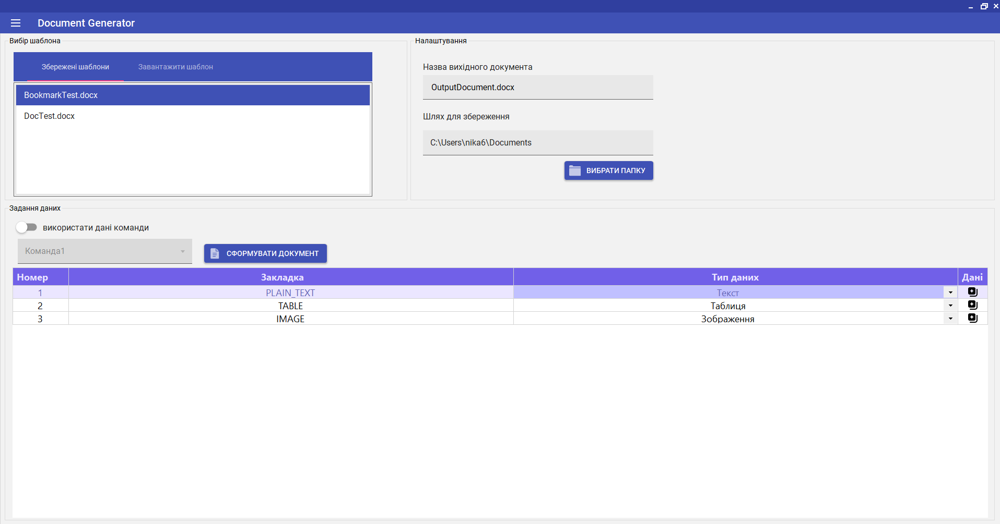 Document Generator
Вибір шаблона
Збережені шаблони Завантажити шаблон
BookmarkTest.docx
DocTest.docx
Налаштування
Назва вихідного документа
OutputDocument.docx
Шлях для збереження
C:\Users\nika6\Documents
ВИБРАТИ ПАПКУ
Задання даних
використати дані команди
Команда1
СФОРМУВАТИ ДОКУМЕНТ
Номер Закладка Тип даних Дані
1 PLAIN_TEXT Текст
2 TABLE Таблиця
3 IMAGE Зображення